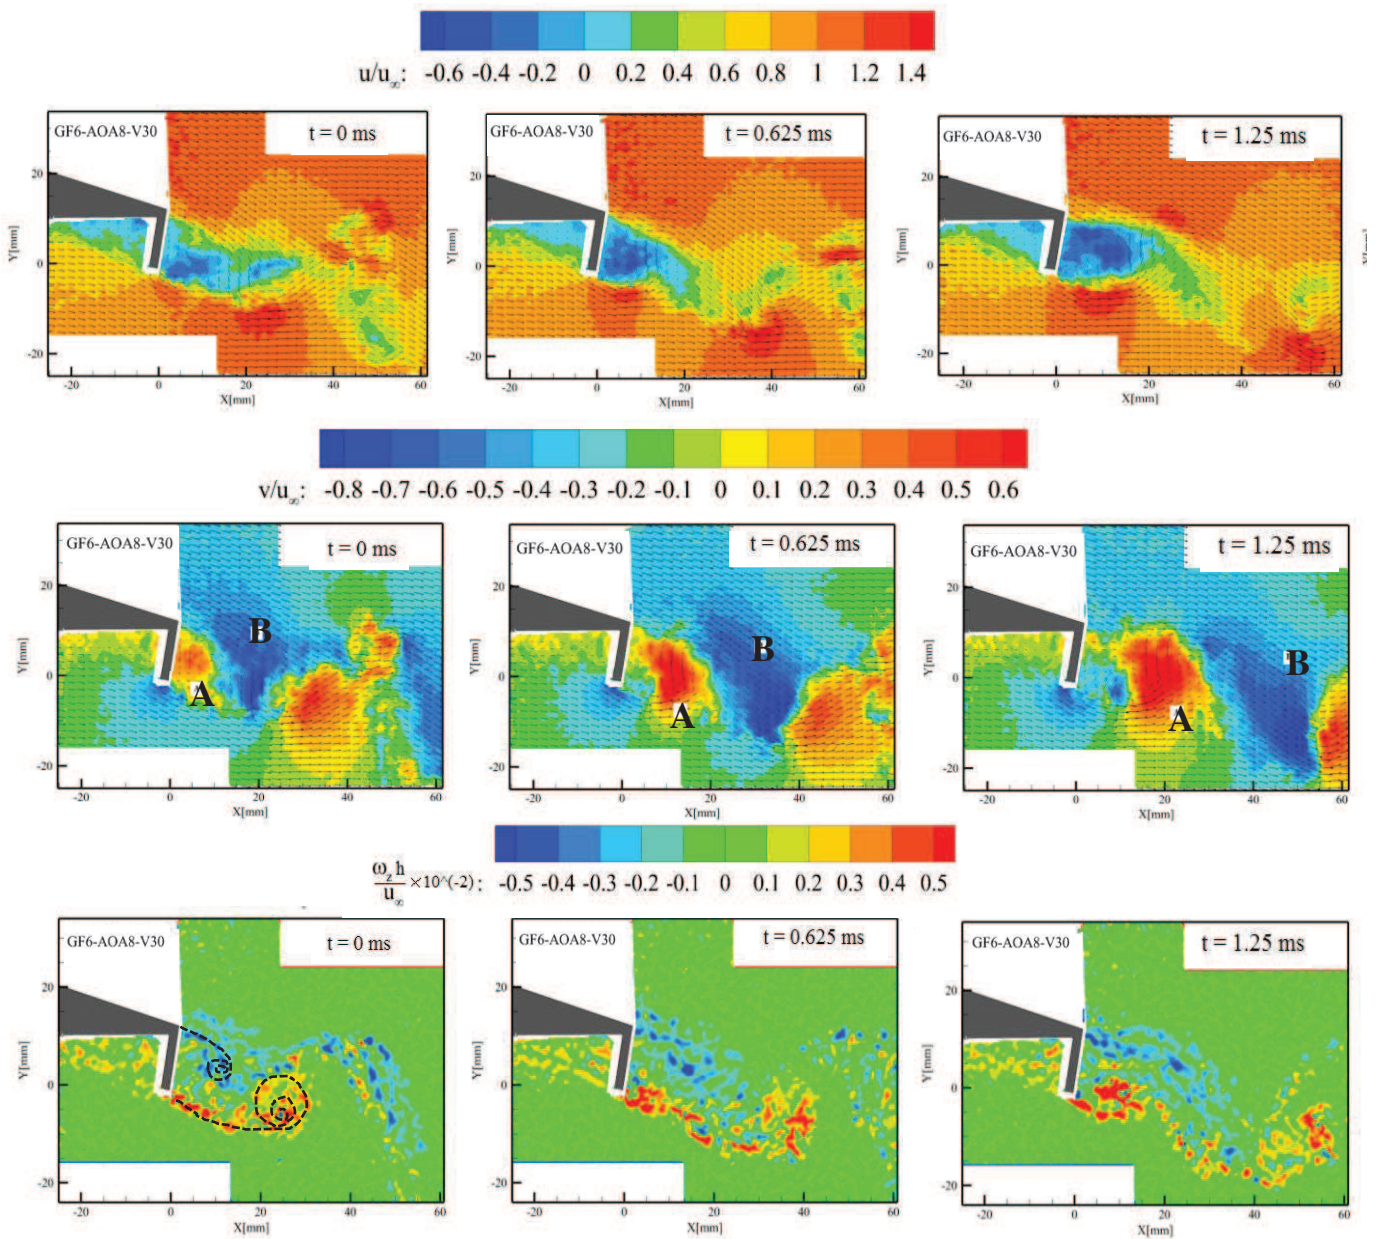 u/u∞: -0.6 -0.4 -0.2 0 0.2 0.4 0.6 0.8 1 1.2 1.4
GF6-AOA8-V30
t = 0 ms
20
0
-20
Y[mm]
-20 0 20 40 60
X[mm]
GF6-AOA8-V30
t = 0.625 ms
20
0
-20
Y[mm]
-20 0 20 40 60
X[mm]
GF6-AOA8-V30
t = 1.25 ms
20
0
-20
Y[mm]
-20 0 20 40 60
X[mm]
v/u∞: -0.8 -0.7 -0.6 -0.5 -0.4 -0.3 -0.2 -0.1 0 0.1 0.2 0.3 0.4 0.5 0.6
GF6-AOA8-V30
t = 0 ms
B
A
20
0
-20
Y[mm]
-20 0 20 40 60
X[mm]
GF6-AOA8-V30
t = 0.625 ms
B
A
20
0
-20
Y[mm]
-20 0 20 40 60
X[mm]
GF6-AOA8-V30
t = 1.25 ms
B
A
20
0
-20
Y[mm]
-20 0 20 40 60
X[mm]
ω_z h / u∞ ×10^(-2): -0.5 -0.4 -0.3 -0.2 -0.1 0 0.1 0.2 0.3 0.4 0.5
GF6-AOA8-V30
t = 0 ms
20
0
-20
Y[mm]
-20 0 20 40 60
X[mm]
GF6-AOA8-V30
t = 0.625 ms
20
0
-20
Y[mm]
-20 0 20 40 60
X[mm]
GF6-AOA8-V30
t = 1.25 ms
20
0
-20
Y[mm]
-20 0 20 40 60
X[mm]